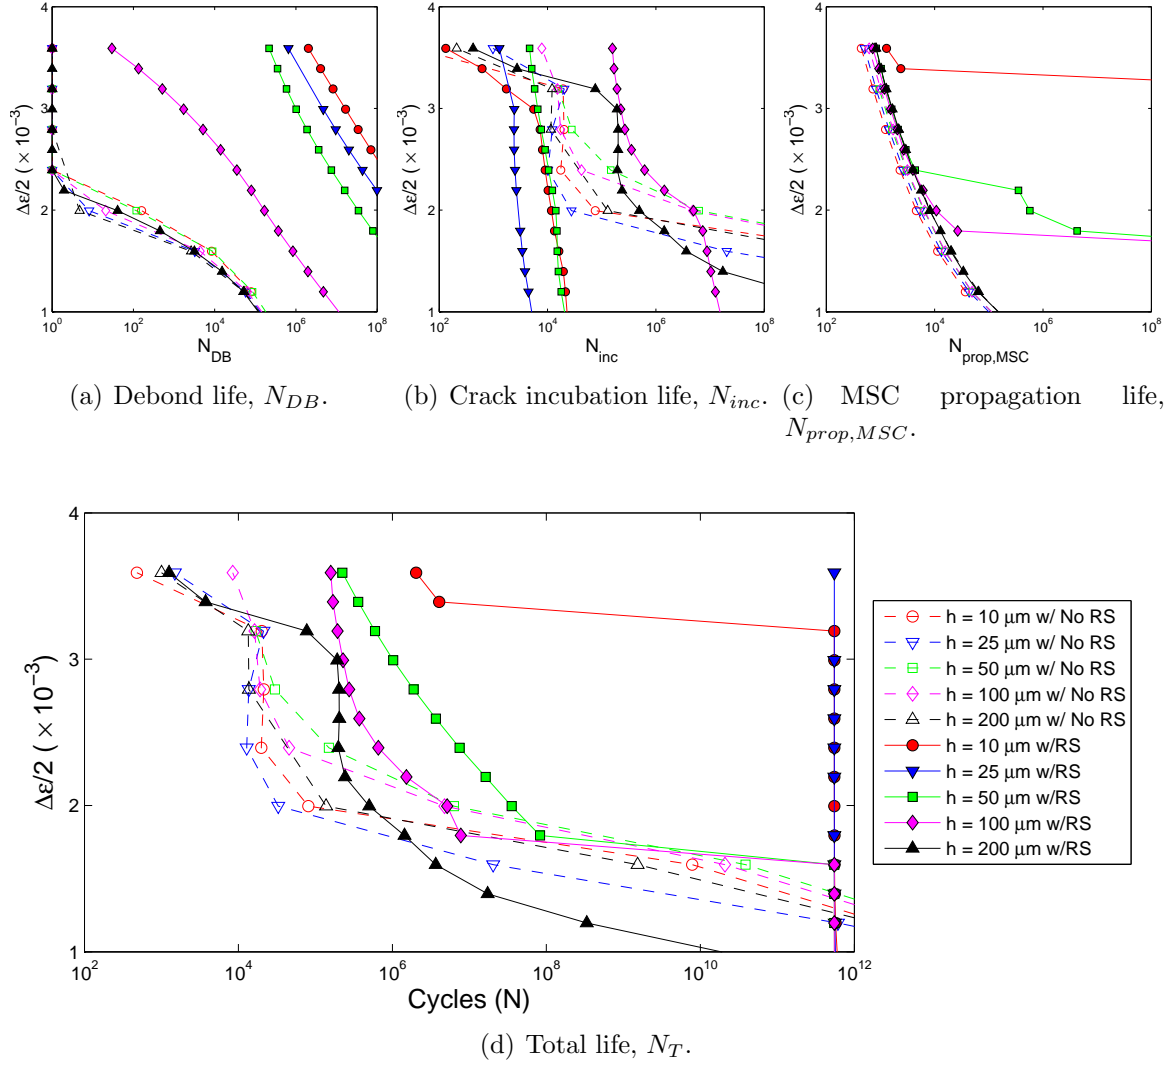 4
3
2
1
Δε/2 ( × 10⁻³)
10⁰ 10² 10⁴ 10⁶ 10⁸
N_DB
4
3
2
1
Δε/2 ( × 10⁻³)
10² 10⁴ 10⁶ 10⁸
N_inc
4
3
2
1
Δε/2 ( × 10⁻³)
10² 10⁴ 10⁶ 10⁸
N_prop,MSC
(a) Debond life, N_DB.
(b) Crack incubation life, N_inc.
(c) MSC propagation life,
N_prop,MSC.
4
3
2
1
Δε/2 ( × 10⁻³)
10² 10⁴ 10⁶ 10⁸ 10¹⁰ 10¹²
Cycles (N)
h = 10 μm w/ No RS
h = 25 μm w/ No RS
h = 50 μm w/ No RS
h = 100 μm w/ No RS
h = 200 μm w/ No RS
h = 10 μm w/RS
h = 25 μm w/RS
h = 50 μm w/RS
h = 100 μm w/RS
h = 200 μm w/RS
(d) Total life, N_T.